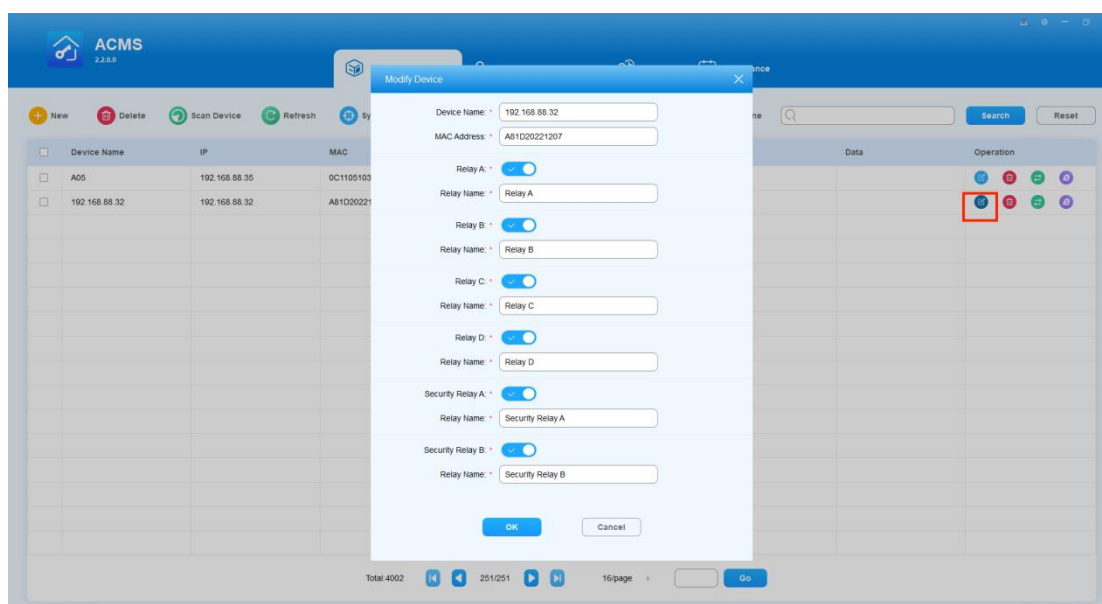 ACMS
2.2.0.0
ance
Modify Device
New
Delete
Scan Device
Refresh
Sy
ne
Search
Reset
Device Name: * 192.168.88.32
MAC Address: * A81D20221207
Device Name IP MAC Data Operation
A05 192.168.88.35 0C1105103
192.168.88.32 192.168.88.32 A81D20221
Relay A: *
Relay Name: * Relay A
Relay B: *
Relay Name: * Relay B
Relay C: *
Relay Name: * Relay C
Relay D: *
Relay Name: * Relay D
Security Relay A: *
Relay Name: * Security Relay A
Security Relay B: *
Relay Name: * Security Relay B
OK Cancel
Total 4002 251/251 16/page Go